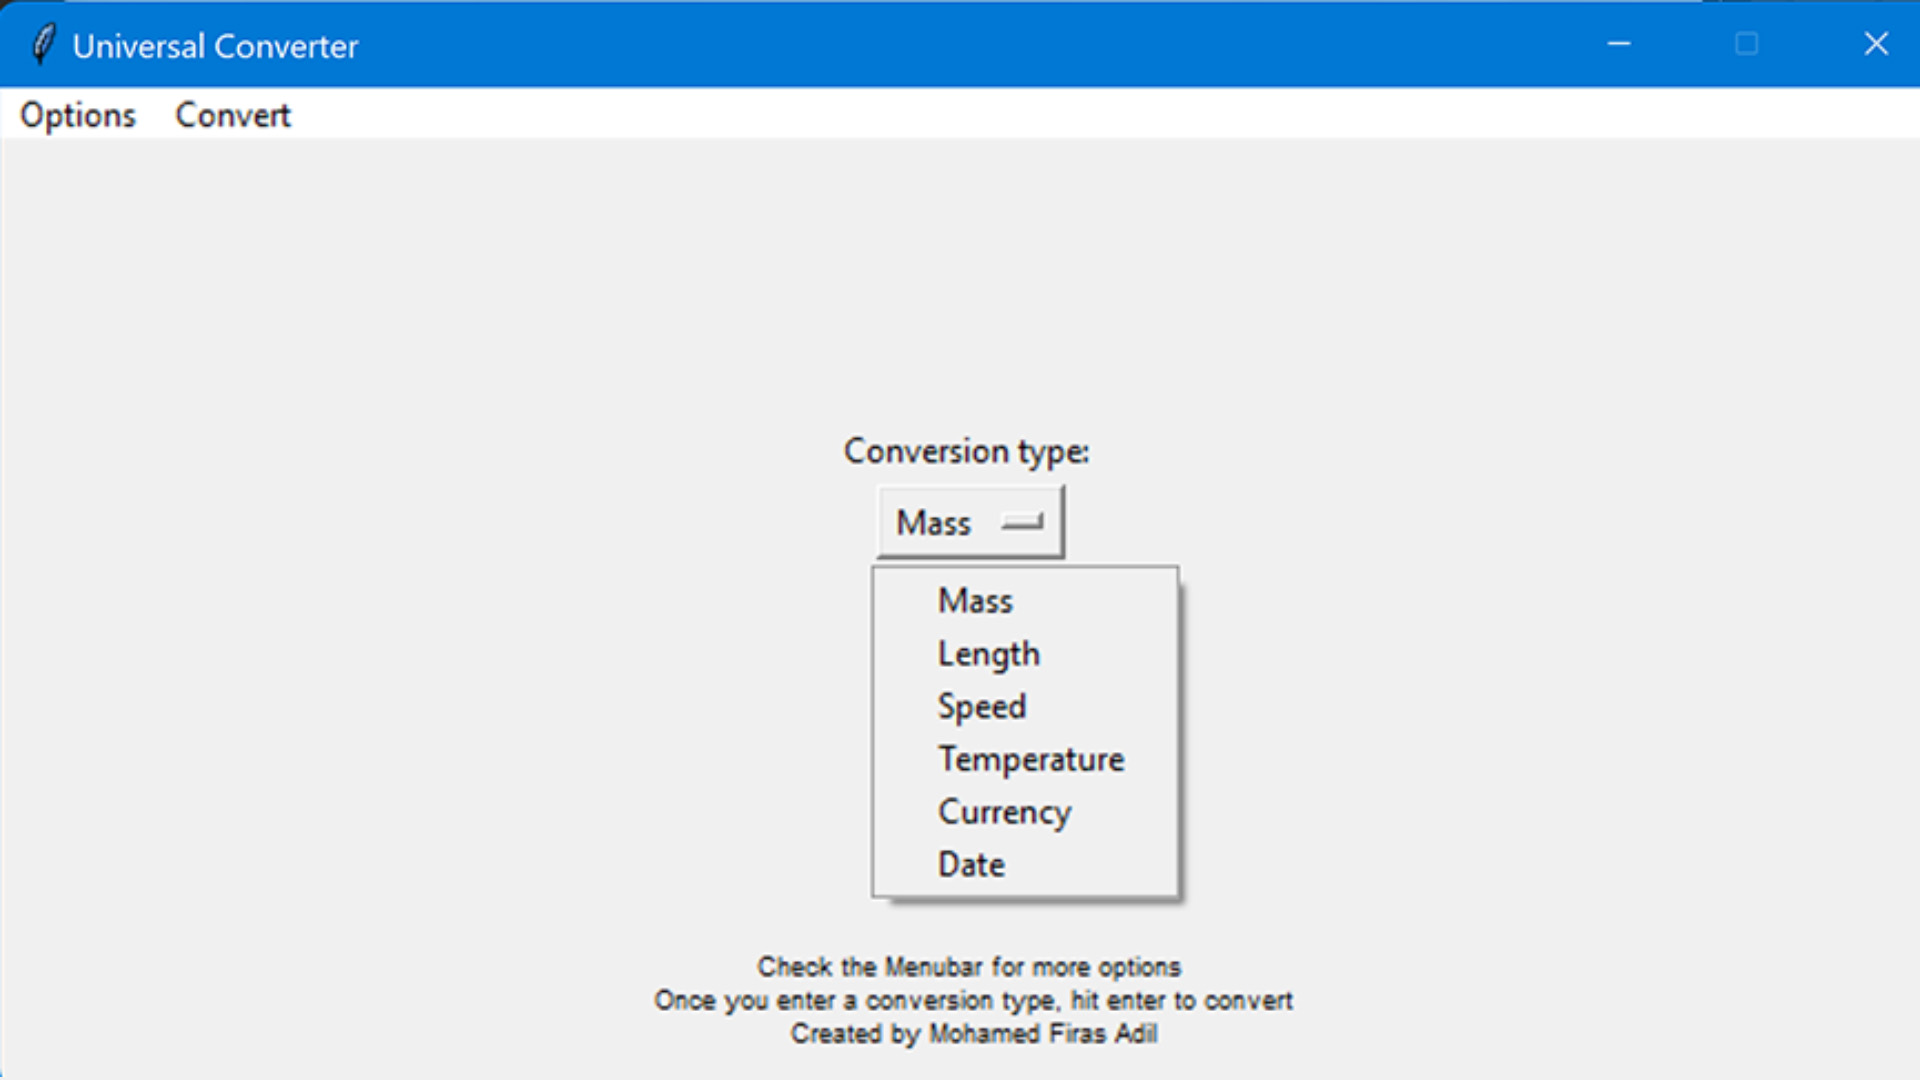 Universal Converter
Options Convert
Conversion type:
Mass
Mass
Length
Speed
Temperature
Currency
Date
Check the Menubar for more options
Once you enter a conversion type, hit enter to convert
Created by Mohamed Firas Adil